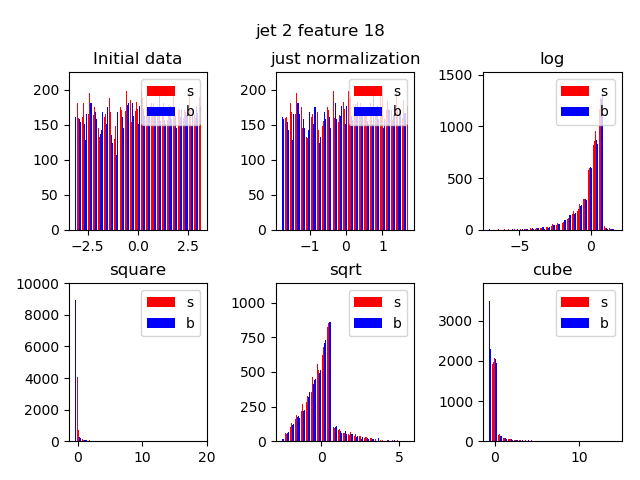 jet 2 feature 18
Initial data
just normalization
log
200
150
100
50
0
s
b
−2.5
0.0
2.5
200
150
100
50
0
s
b
−1
0
1
1500
1000
500
0
s
b
−5
0
square
sqrt
cube
10000
8000
6000
4000
2000
0
s
b
0
10
20
1000
750
500
250
0
s
b
0
5
3000
2000
1000
0
s
b
0
10